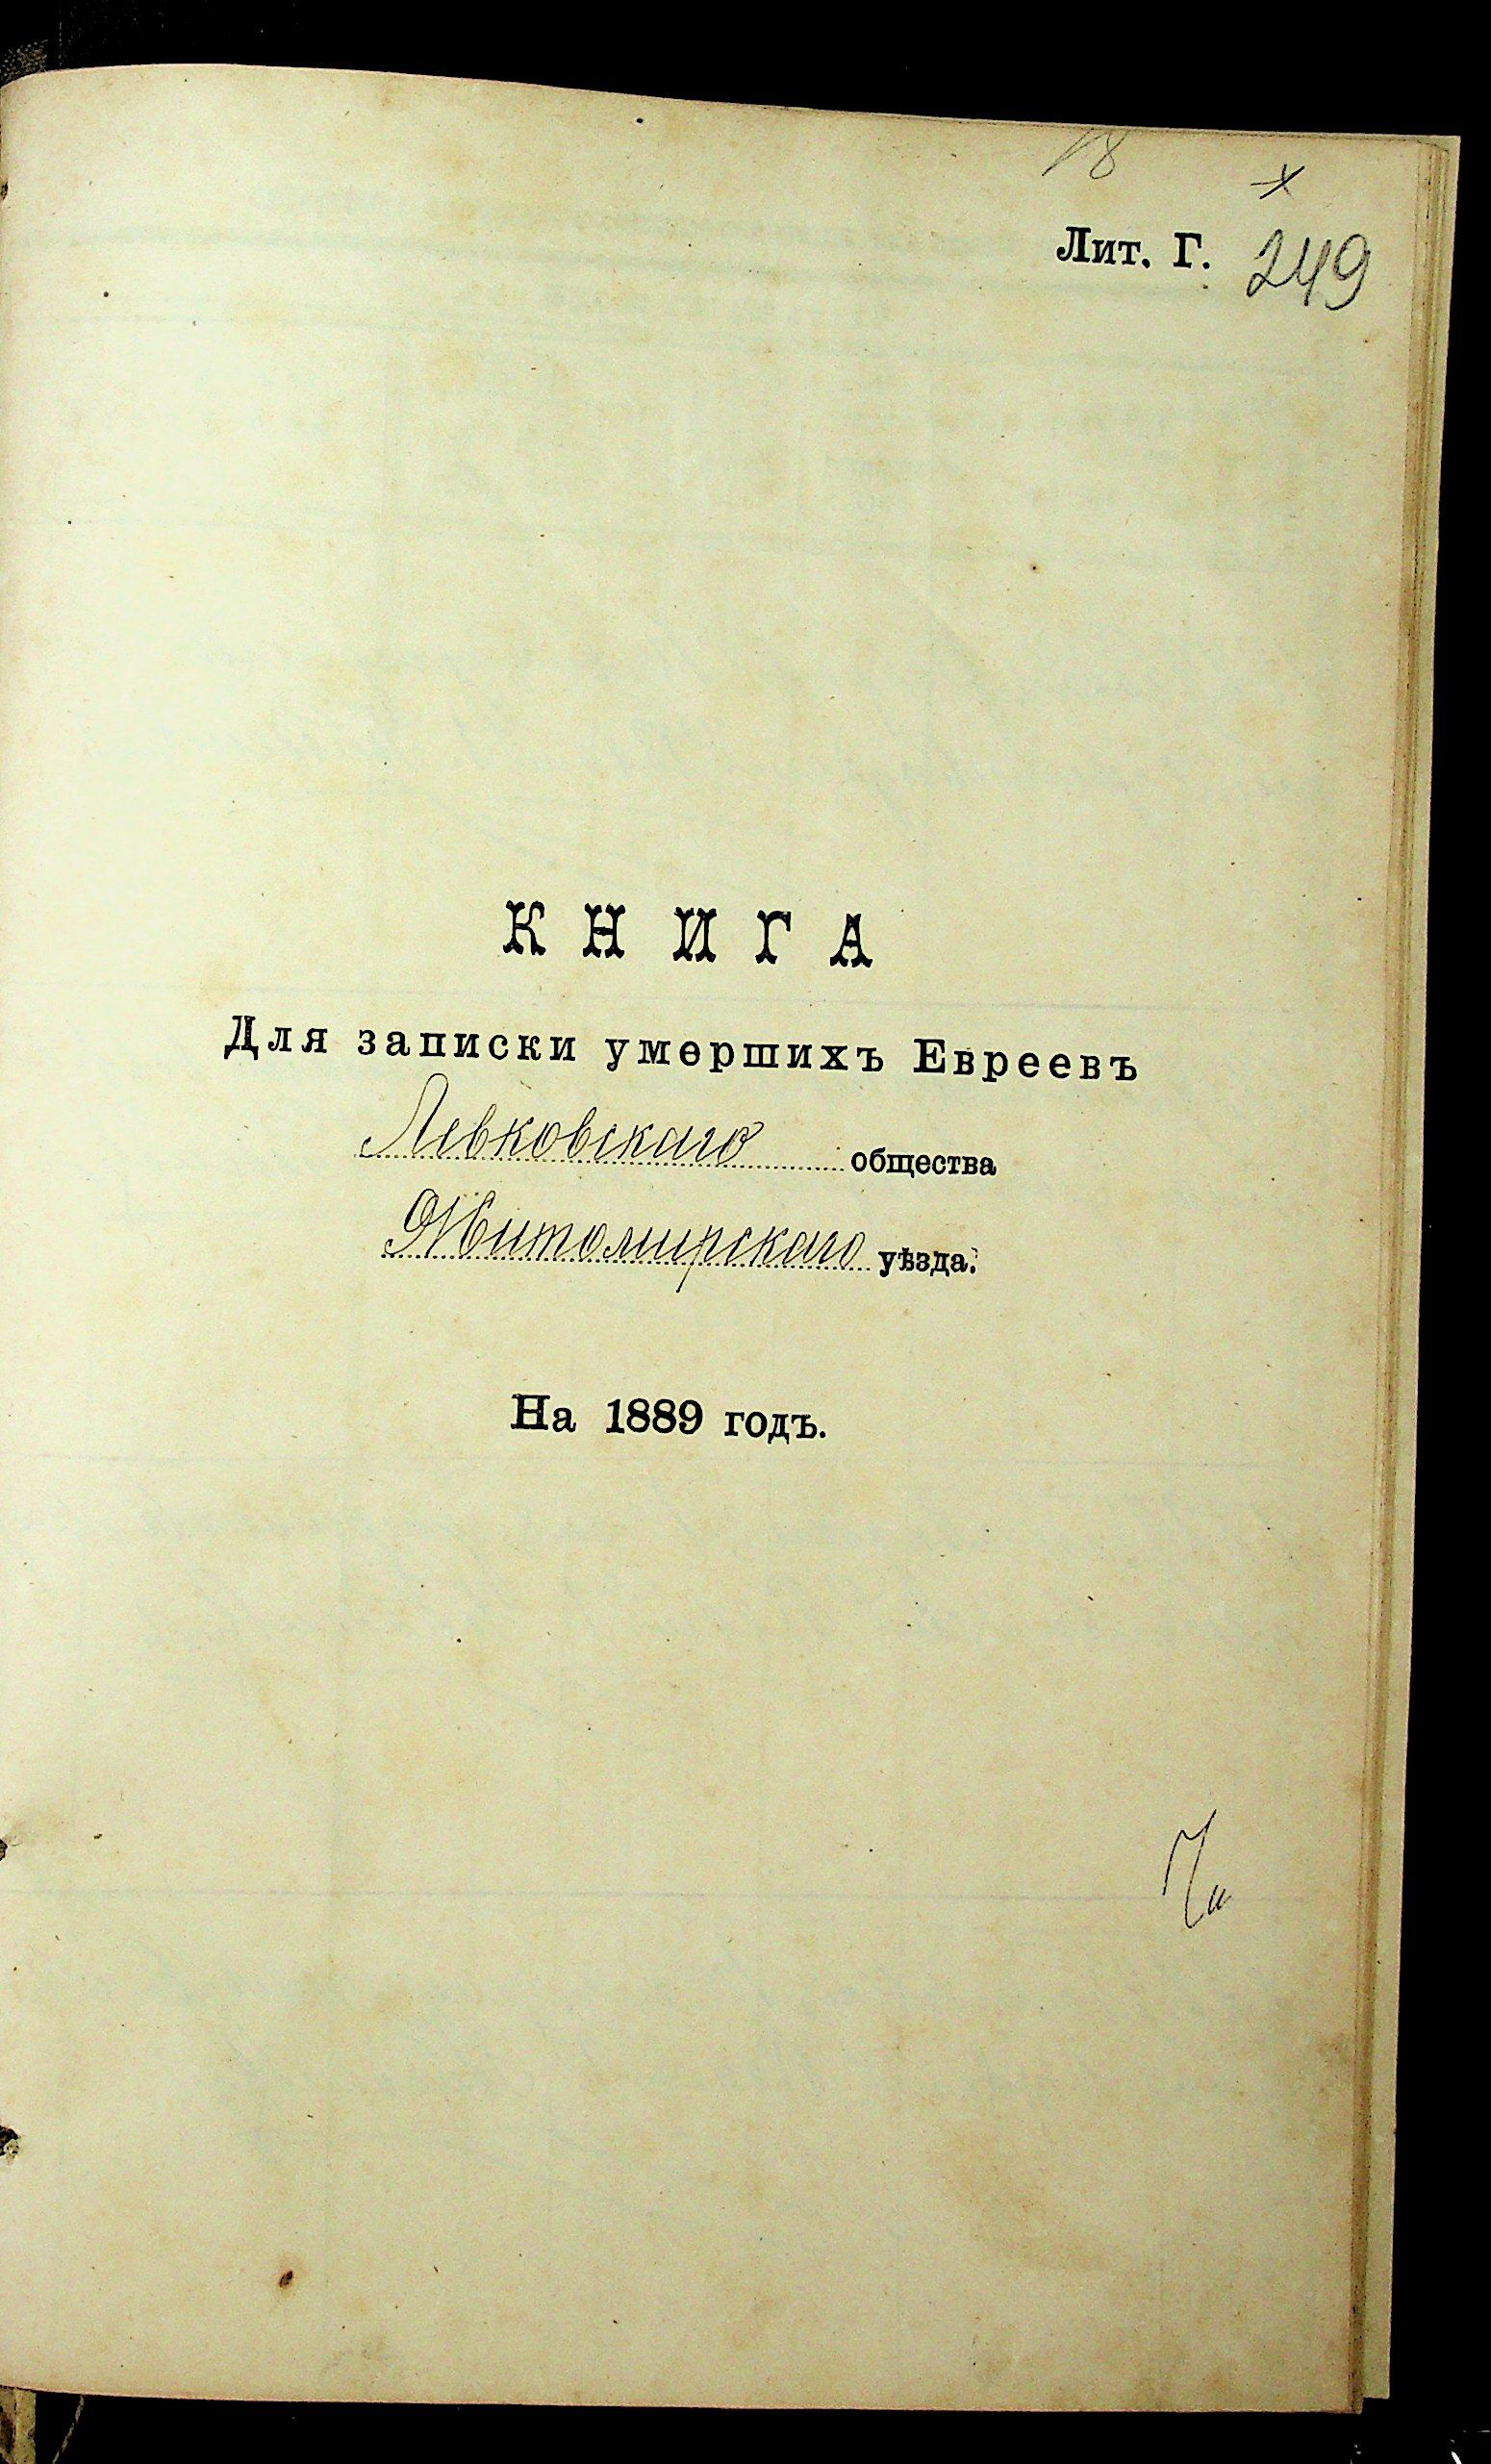 18
Лит. Г. 249
КНИГА
Для записки умершихъ Евреевъ
Левковскаго общества
Житомирскаго уѣзда.
На 1889 годъ.